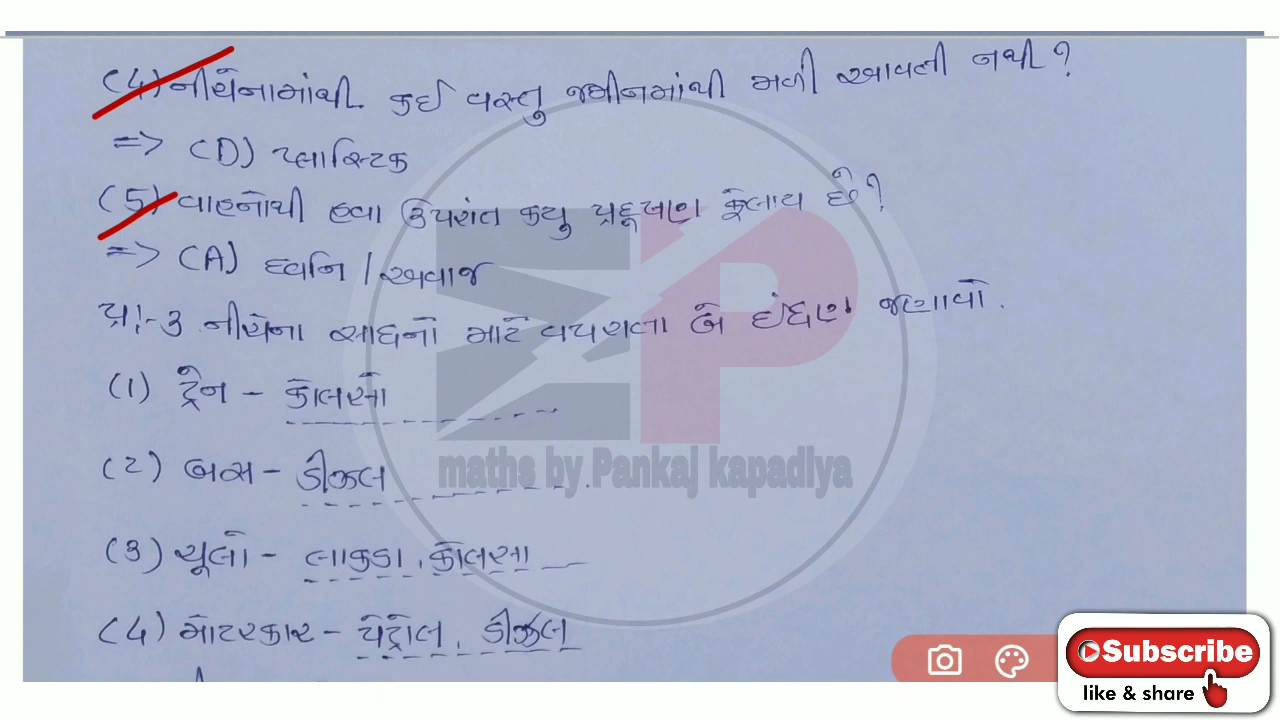 (4) નીચેનામાંથી કઈ વસ્તુ જમીનમાંથી મળી આવતી નથી?
=> (D) પ્લાસ્ટિક
(5) વાહનોથી હવા ઉપરાંત કયુ પ્રદૂષણ ફેલાય છે?
=> (A) ધ્વનિ / અવાજ
પ્ર:-3 નીચેના સાધનો માટે વપરાતા બે ઈંધણ જણાવો.
(1) ટ્રેન - કોલસો
(2) બસ - ડીઝલ
(3) ચૂલો - લાકડા, કોલસા
(4) મોટરકાર - પેટ્રોલ, ડીઝલ
maths by Pankaj kapadiya
Subscribe
like & share